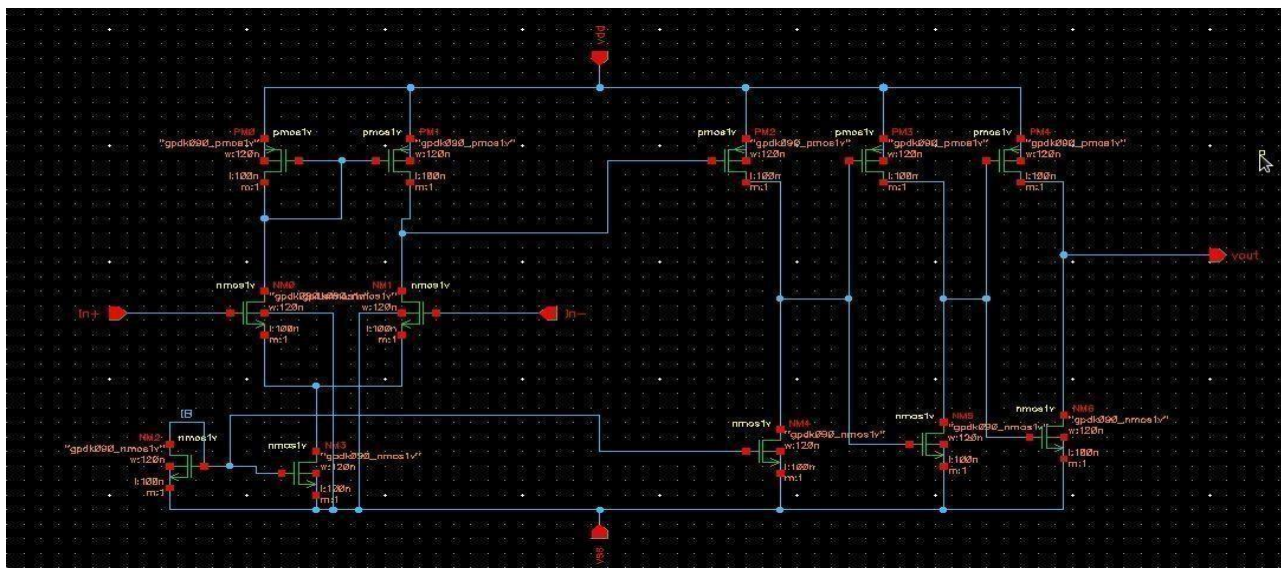 vdd
PM0 pmos1v
"gpdk090_pmos1v"
w:120n
l:100n
m:1
pmos1v PM1
"gpdk090_pmos1v"
w:120n
l:100n
m:1
pmos1v PM2
"gpdk090_pmos1v"
w:120n
l:100n
m:1
pmos1v PM3
"gpdk090_pmos1v"
w:120n
l:100n
m:1
pmos1v PM4
"gpdk090_pmos1v"
w:120n
l:100n
m:1
vout
nmos1v NM0
w:120n
l:100n
m:1
nmos1v NM1
w:120n
l:100n
m:1
In+
In-
NM2 nmos1v
"gpdk090_nmos1v"
w:120n
l:100n
m:1
nmos1v NM3
"gpdk090_nmos1v"
w:120n
l:100n
m:1
nmos1v NM4
"gpdk090_nmos1v"
w:120n
l:100n
m:1
nmos1v NM5
"gpdk090_nmos1v"
w:120n
l:100n
m:1
nmos1v NM6
"gpdk090_nmos1v"
w:120n
l:100n
m:1
vss